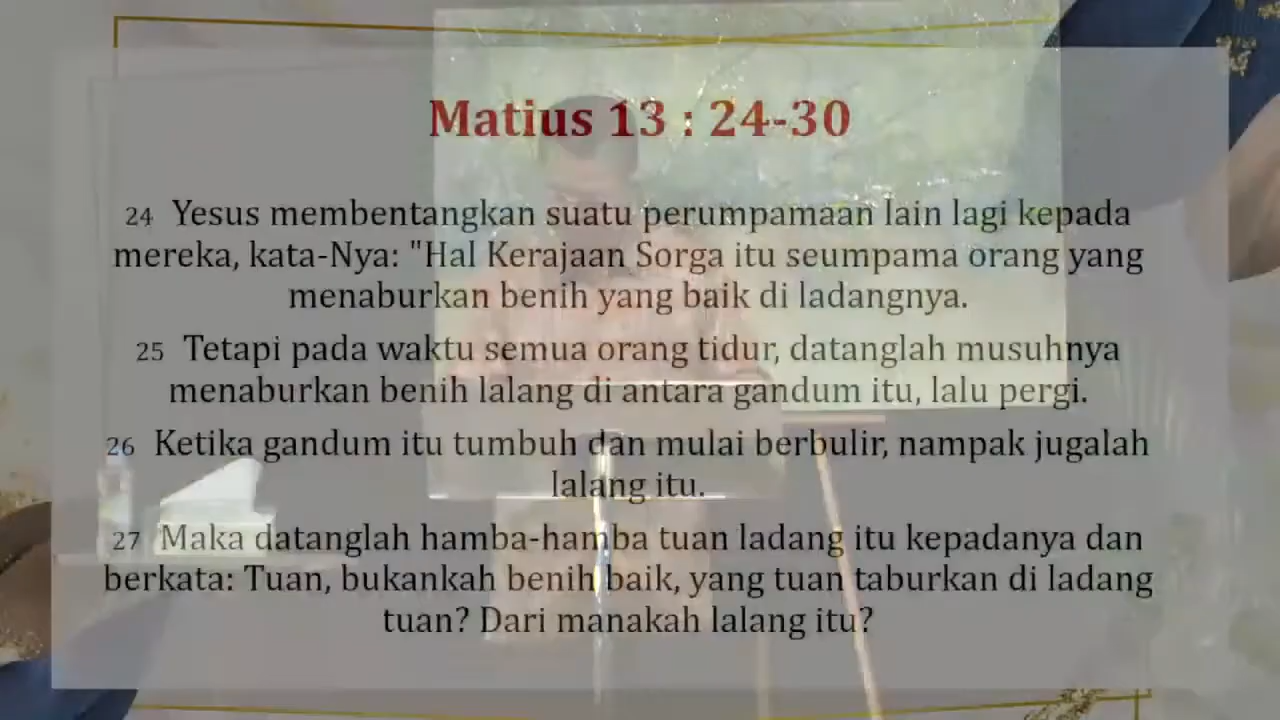 Matius 13 : 24-30
24 Yesus membentangkan suatu perumpamaan lain lagi kepada
mereka, kata-Nya: "Hal Kerajaan Sorga itu seumpama orang yang
menaburkan benih yang baik di ladangnya.
25 Tetapi pada waktu semua orang tidur, datanglah musuhnya
menaburkan benih lalang di antara gandum itu, lalu pergi.
26 Ketika gandum itu tumbuh dan mulai berbulir, nampak jugalah
lalang itu.
27 Maka datanglah hamba-hamba tuan ladang itu kepadanya dan
berkata: Tuan, bukankah benih baik, yang tuan taburkan di ladang
tuan? Dari manakah lalang itu?